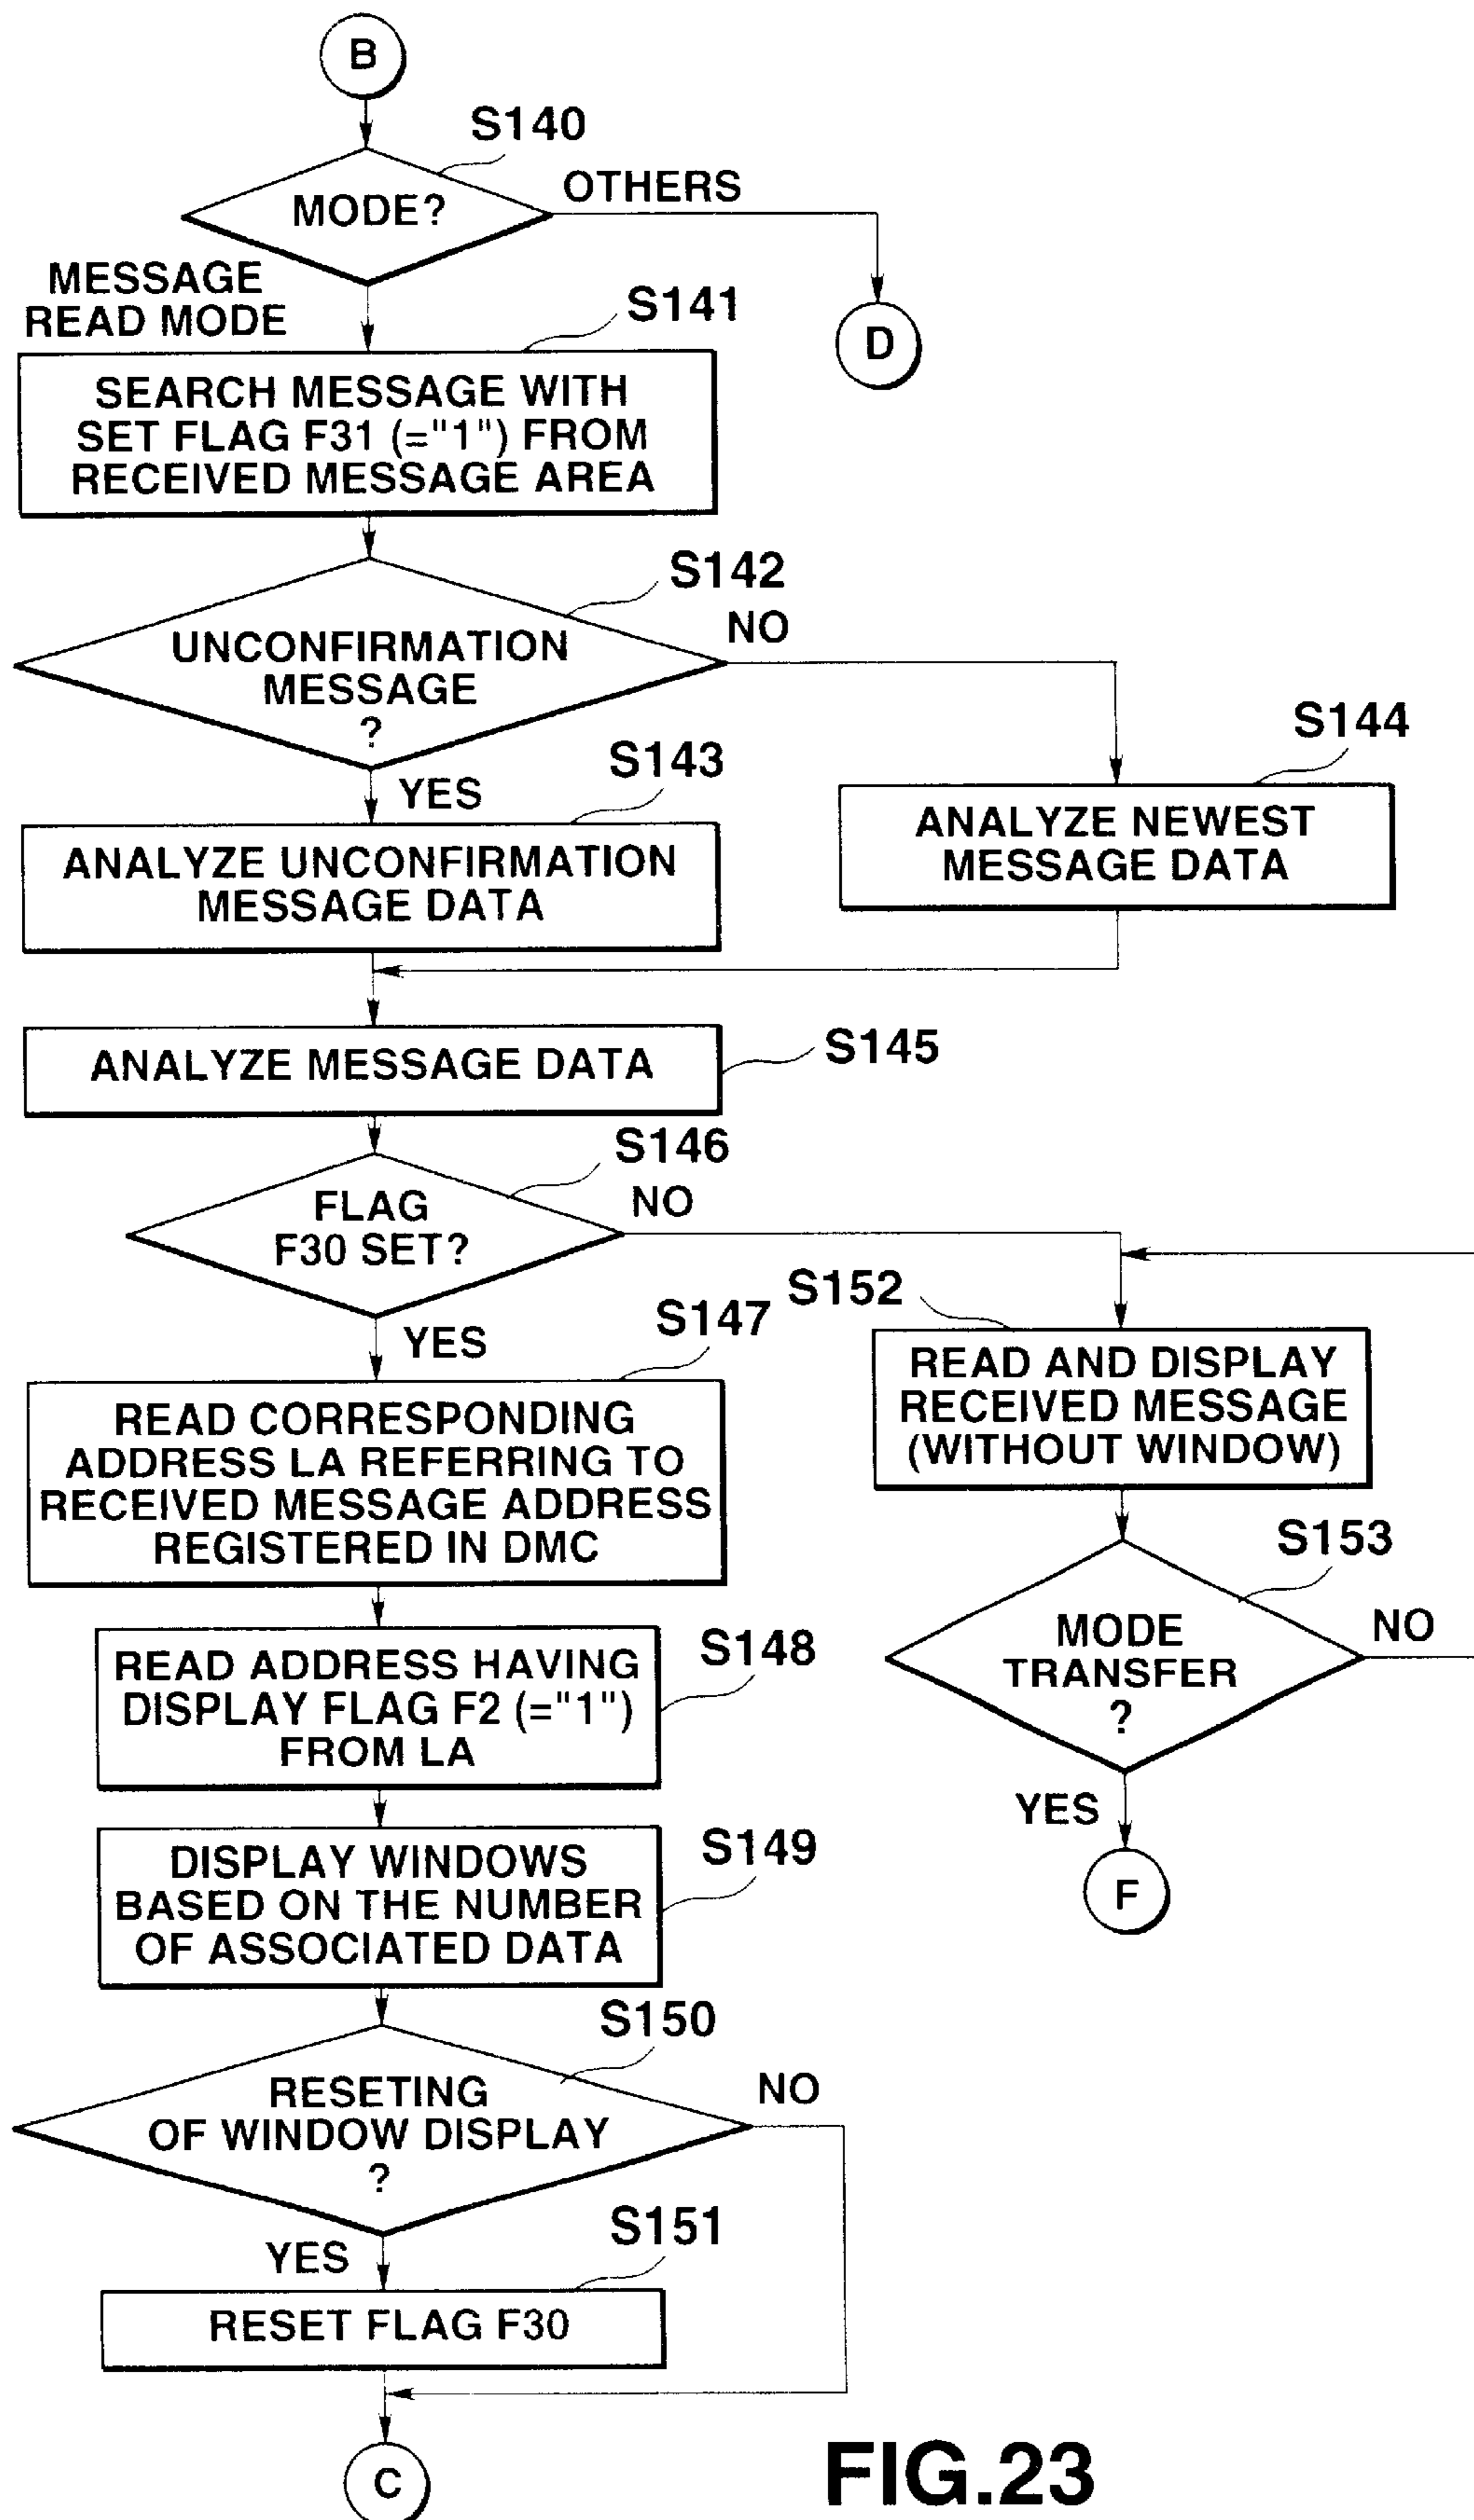 B
S140
MODE?
OTHERS
D
MESSAGE
READ MODE
S141
SEARCH MESSAGE WITH
SET FLAG F31 (="1") FROM
RECEIVED MESSAGE AREA
S142
UNCONFIRMATION
MESSAGE
?
NO
YES
S143
ANALYZE UNCONFIRMATION
MESSAGE DATA
S144
ANALYZE NEWEST
MESSAGE DATA
ANALYZE MESSAGE DATA
S145
S146
FLAG
F30 SET?
NO
YES
S147
READ CORRESPONDING
ADDRESS LA REFERRING TO
RECEIVED MESSAGE ADDRESS
REGISTERED IN DMC
S152
READ AND DISPLAY
RECEIVED MESSAGE
(WITHOUT WINDOW)
S153
MODE
TRANSFER
?
NO
YES
F
READ ADDRESS HAVING
DISPLAY FLAG F2 (="1")
FROM LA
S148
DISPLAY WINDOWS
BASED ON THE NUMBER
OF ASSOCIATED DATA
S149
S150
RESETING
OF WINDOW DISPLAY
?
NO
YES
S151
RESET FLAG F30
C
FIG.23